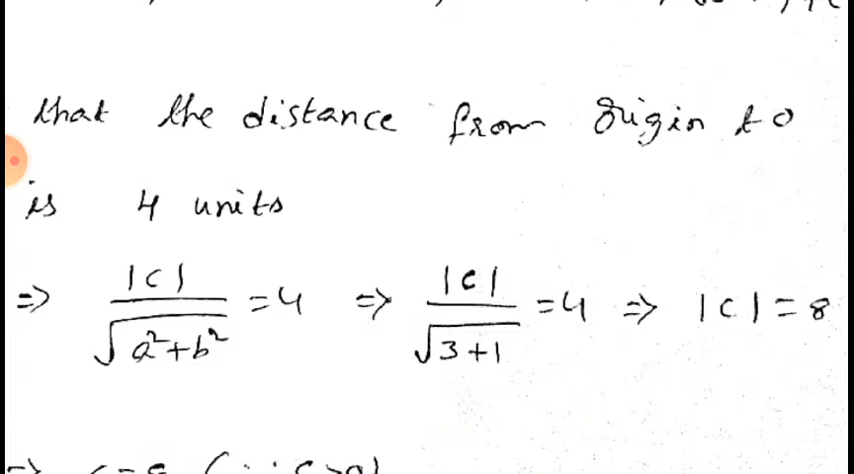 that the distance from origin to
is 4 units
⇒ |c|/√(a²+b²) = 4 ⇒ |c|/√(3+1) = 4 ⇒ |c| = 8